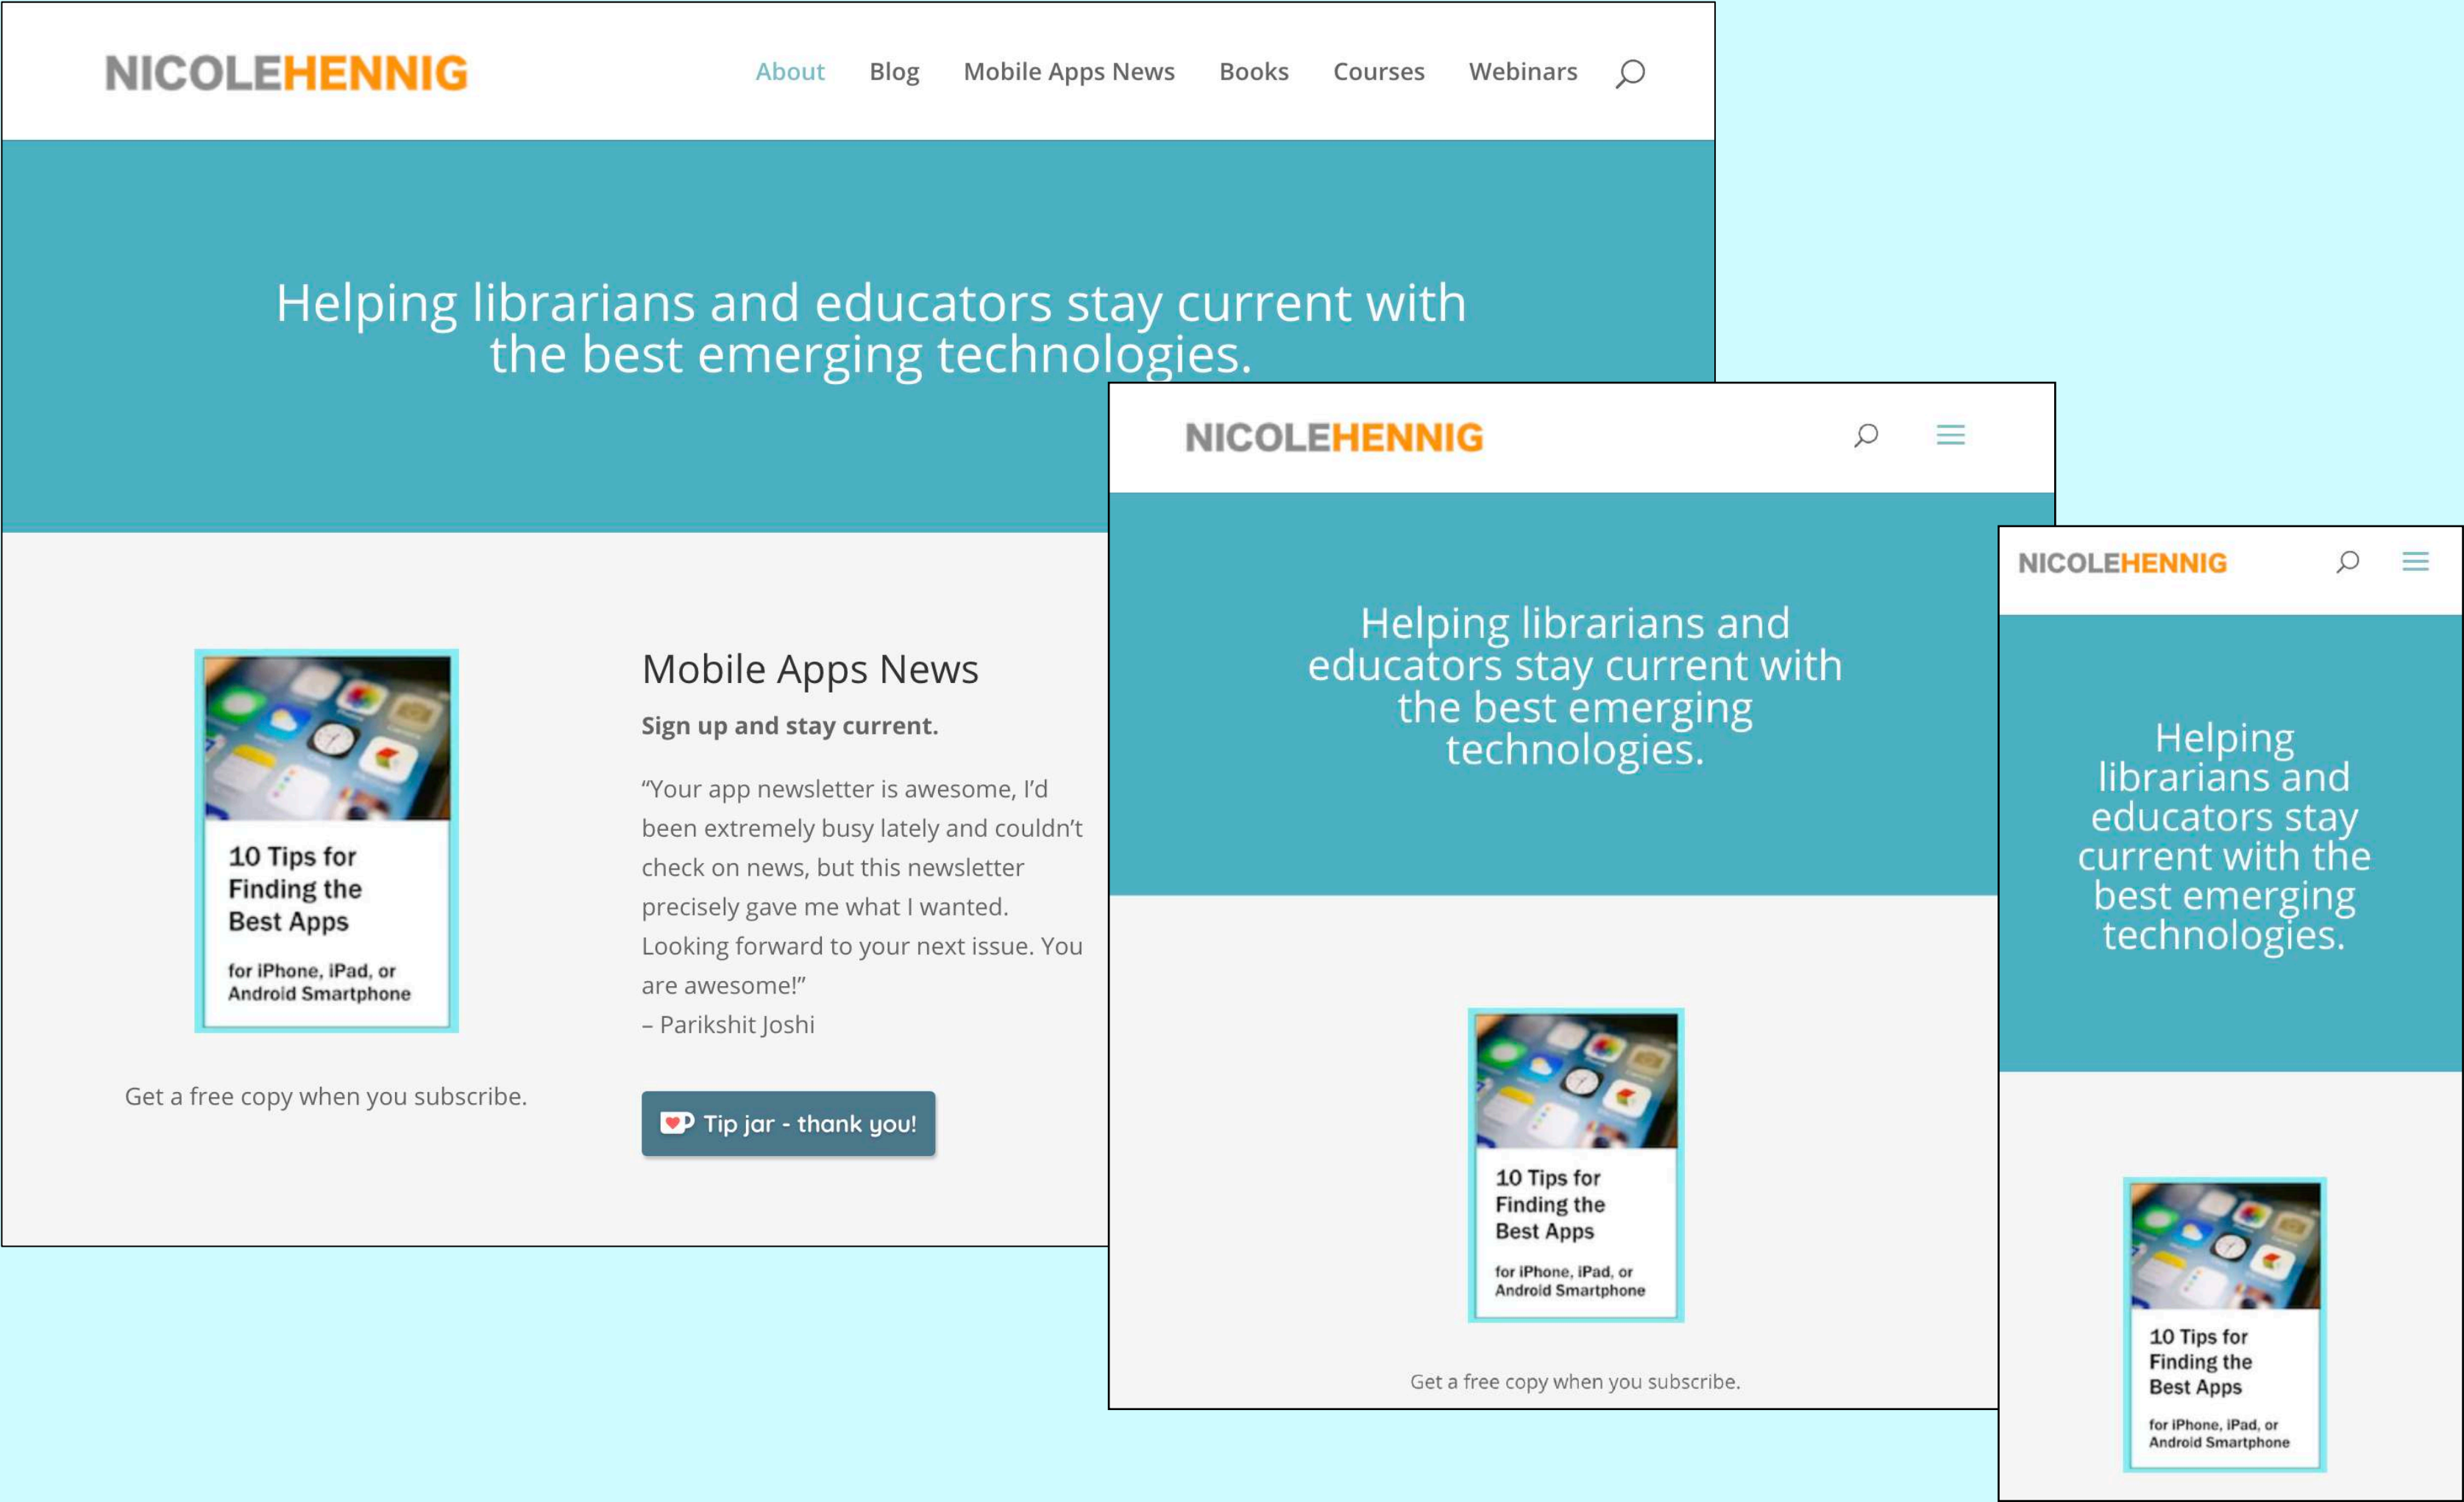 NICOLEHENNIG
About Blog Mobile Apps News Books Courses Webinars
Helping librarians and educators stay current with
the best emerging technologies.
10 Tips for
Finding the
Best Apps
for iPhone, iPad, or
Android Smartphone
Get a free copy when you subscribe.
Mobile Apps News
Sign up and stay current.
“Your app newsletter is awesome, I’d
been extremely busy lately and couldn’t
check on news, but this newsletter
precisely gave me what I wanted.
Looking forward to your next issue. You
are awesome!”
– Parikshit Joshi
Tip jar - thank you!
NICOLEHENNIG
Helping librarians and
educators stay current with
the best emerging
technologies.
10 Tips for
Finding the
Best Apps
for iPhone, iPad, or
Android Smartphone
Get a free copy when you subscribe.
NICOLEHENNIG
Helping
librarians and
educators stay
current with the
best emerging
technologies.
10 Tips for
Finding the
Best Apps
for iPhone, iPad, or
Android Smartphone